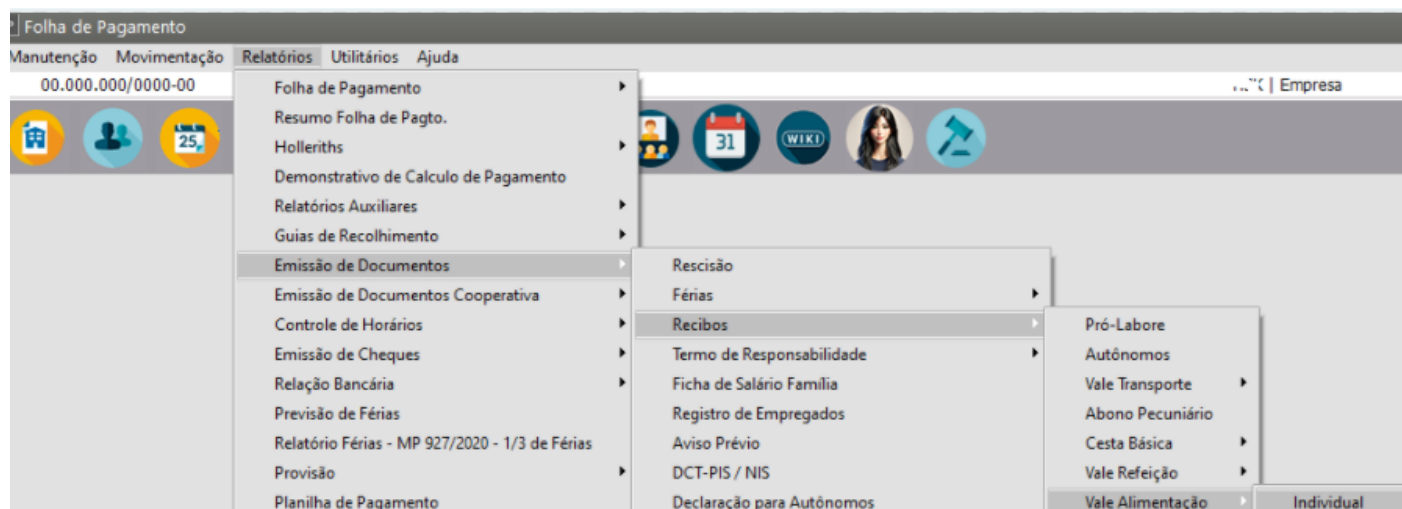 Folha de Pagamento
Manutenção Movimentação Relatórios Utilitários Ajuda
00.000.000/0000-00
| Empresa
25
31
WIKI
Folha de Pagamento
Resumo Folha de Pagto.
Holleriths
Demonstrativo de Calculo de Pagamento
Relatórios Auxiliares
Guias de Recolhimento
Emissão de Documentos
Emissão de Documentos Cooperativa
Controle de Horários
Emissão de Cheques
Relação Bancária
Previsão de Férias
Relatório Férias - MP 927/2020 - 1/3 de Férias
Provisão
Planilha de Pagamento
Rescisão
Férias
Recibos
Termo de Responsabilidade
Ficha de Salário Família
Registro de Empregados
Aviso Prévio
DCT-PIS / NIS
Declaração para Autônomos
Pró-Labore
Autônomos
Vale Transporte
Abono Pecuniário
Cesta Básica
Vale Refeição
Vale Alimentação
Individual